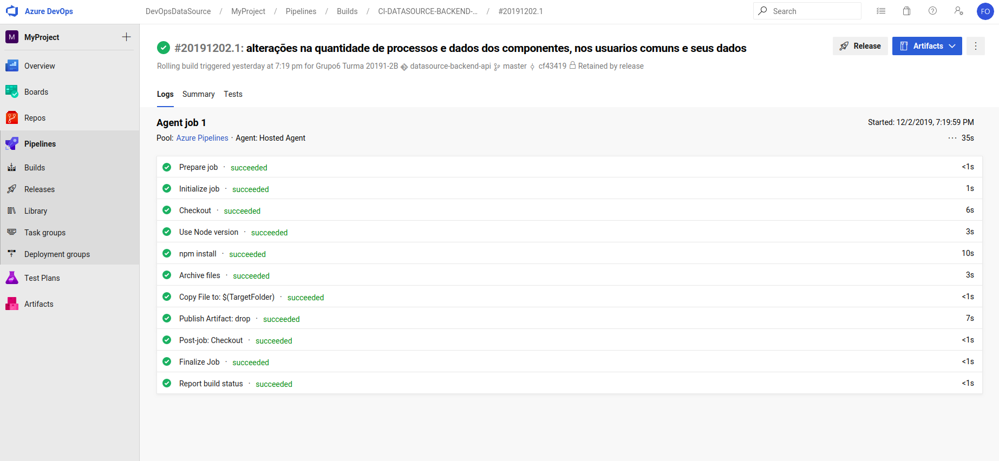 Azure DevOps
DevOpsDataSource / MyProject / Pipelines / Builds / CI-DATASOURCE-BACKEND-... / #20191202.1
Search
FO
M MyProject
Overview
Boards
Repos
Pipelines
Builds
Releases
Library
Task groups
Deployment groups
Test Plans
Artifacts
#20191202.1: alterações na quantidade de processos e dados dos componentes, nos usuarios comuns e seus dados
Release
Artifacts
Rolling build triggered yesterday at 7:19 pm for Grupo6 Turma 20191-2B datasource-backend-api master cf43419 Retained by release
Logs Summary Tests
Agent job 1
Started: 12/2/2019, 7:19:59 PM
Pool: Azure Pipelines · Agent: Hosted Agent
··· 35s
Prepare job · succeeded <1s
Initialize job · succeeded 1s
Checkout · succeeded 6s
Use Node version · succeeded 3s
npm install · succeeded 10s
Archive files · succeeded 3s
Copy File to: $(TargetFolder) · succeeded <1s
Publish Artifact: drop · succeeded 7s
Post-job: Checkout · succeeded <1s
Finalize Job · succeeded <1s
Report build status · succeeded <1s